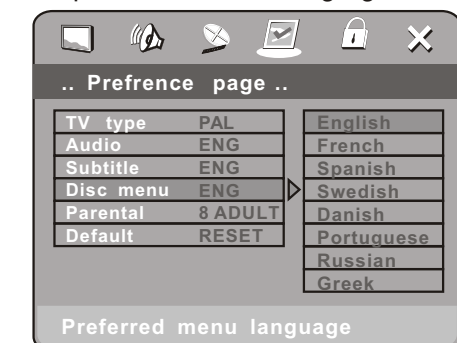 .. Prefrence page ..
TV type PAL
Audio ENG
Subtitle ENG
Disc menu ENG
Parental 8 ADULT
Default RESET
English
French
Spanish
Swedish
Danish
Portuguese
Russian
Greek
Preferred menu language